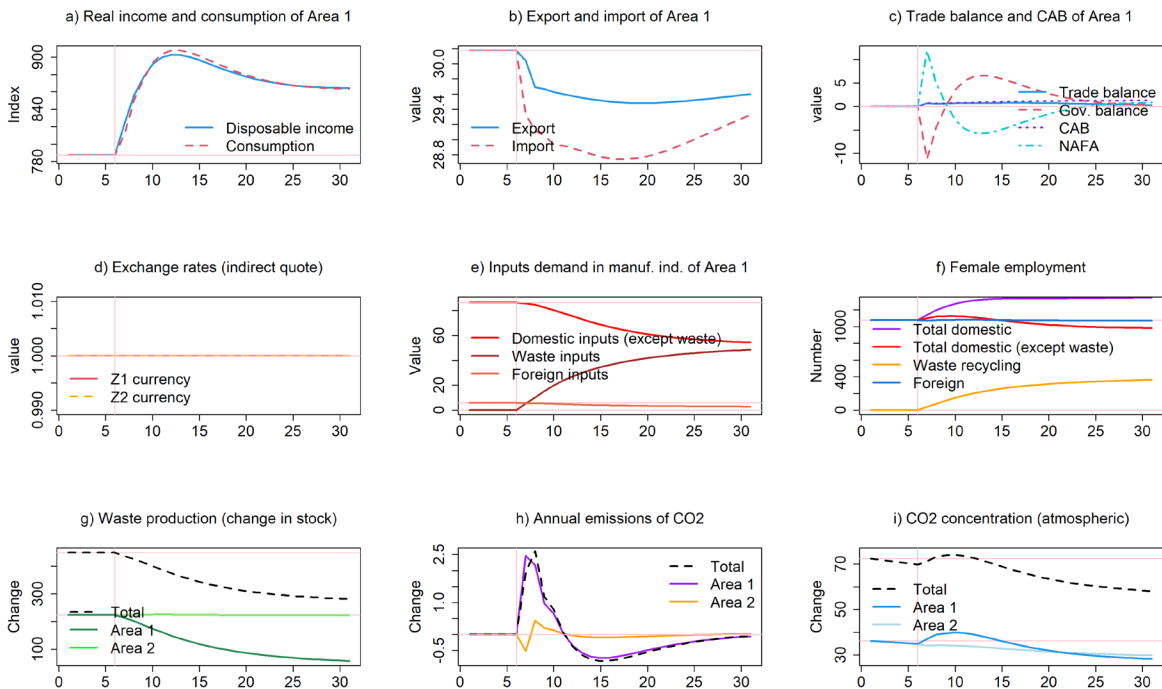 a) Real income and consumption of Area 1
Index
780 840 900
Disposable income
Consumption
0 5 10 15 20 25 30
b) Export and import of Area 1
value
28.8 29.4 30.0
Export
Import
0 5 10 15 20 25 30
c) Trade balance and CAB of Area 1
value
-10 0 5
Trade balance
Gov. balance
CAB
NAFA
0 5 10 15 20 25 30
d) Exchange rates (indirect quote)
value
0.990 1.000 1.010
Z1 currency
Z2 currency
0 5 10 15 20 25 30
e) Inputs demand in manuf. ind. of Area 1
Value
0 20 60
Domestic inputs (except waste)
Waste inputs
Foreign inputs
0 5 10 15 20 25 30
f) Female employment
Number
0 400 1000
Total domestic
Total domestic (except waste)
Waste recycling
Foreign
0 5 10 15 20 25 30
g) Waste production (change in stock)
Change
100 300
Total
Area 1
Area 2
0 5 10 15 20 25 30
h) Annual emissions of CO2
Change
-0.5 1.0 2.5
Total
Area 1
Area 2
0 5 10 15 20 25 30
i) CO2 concentration (atmospheric)
Change
30 50 70
Total
Area 1
Area 2
0 5 10 15 20 25 30